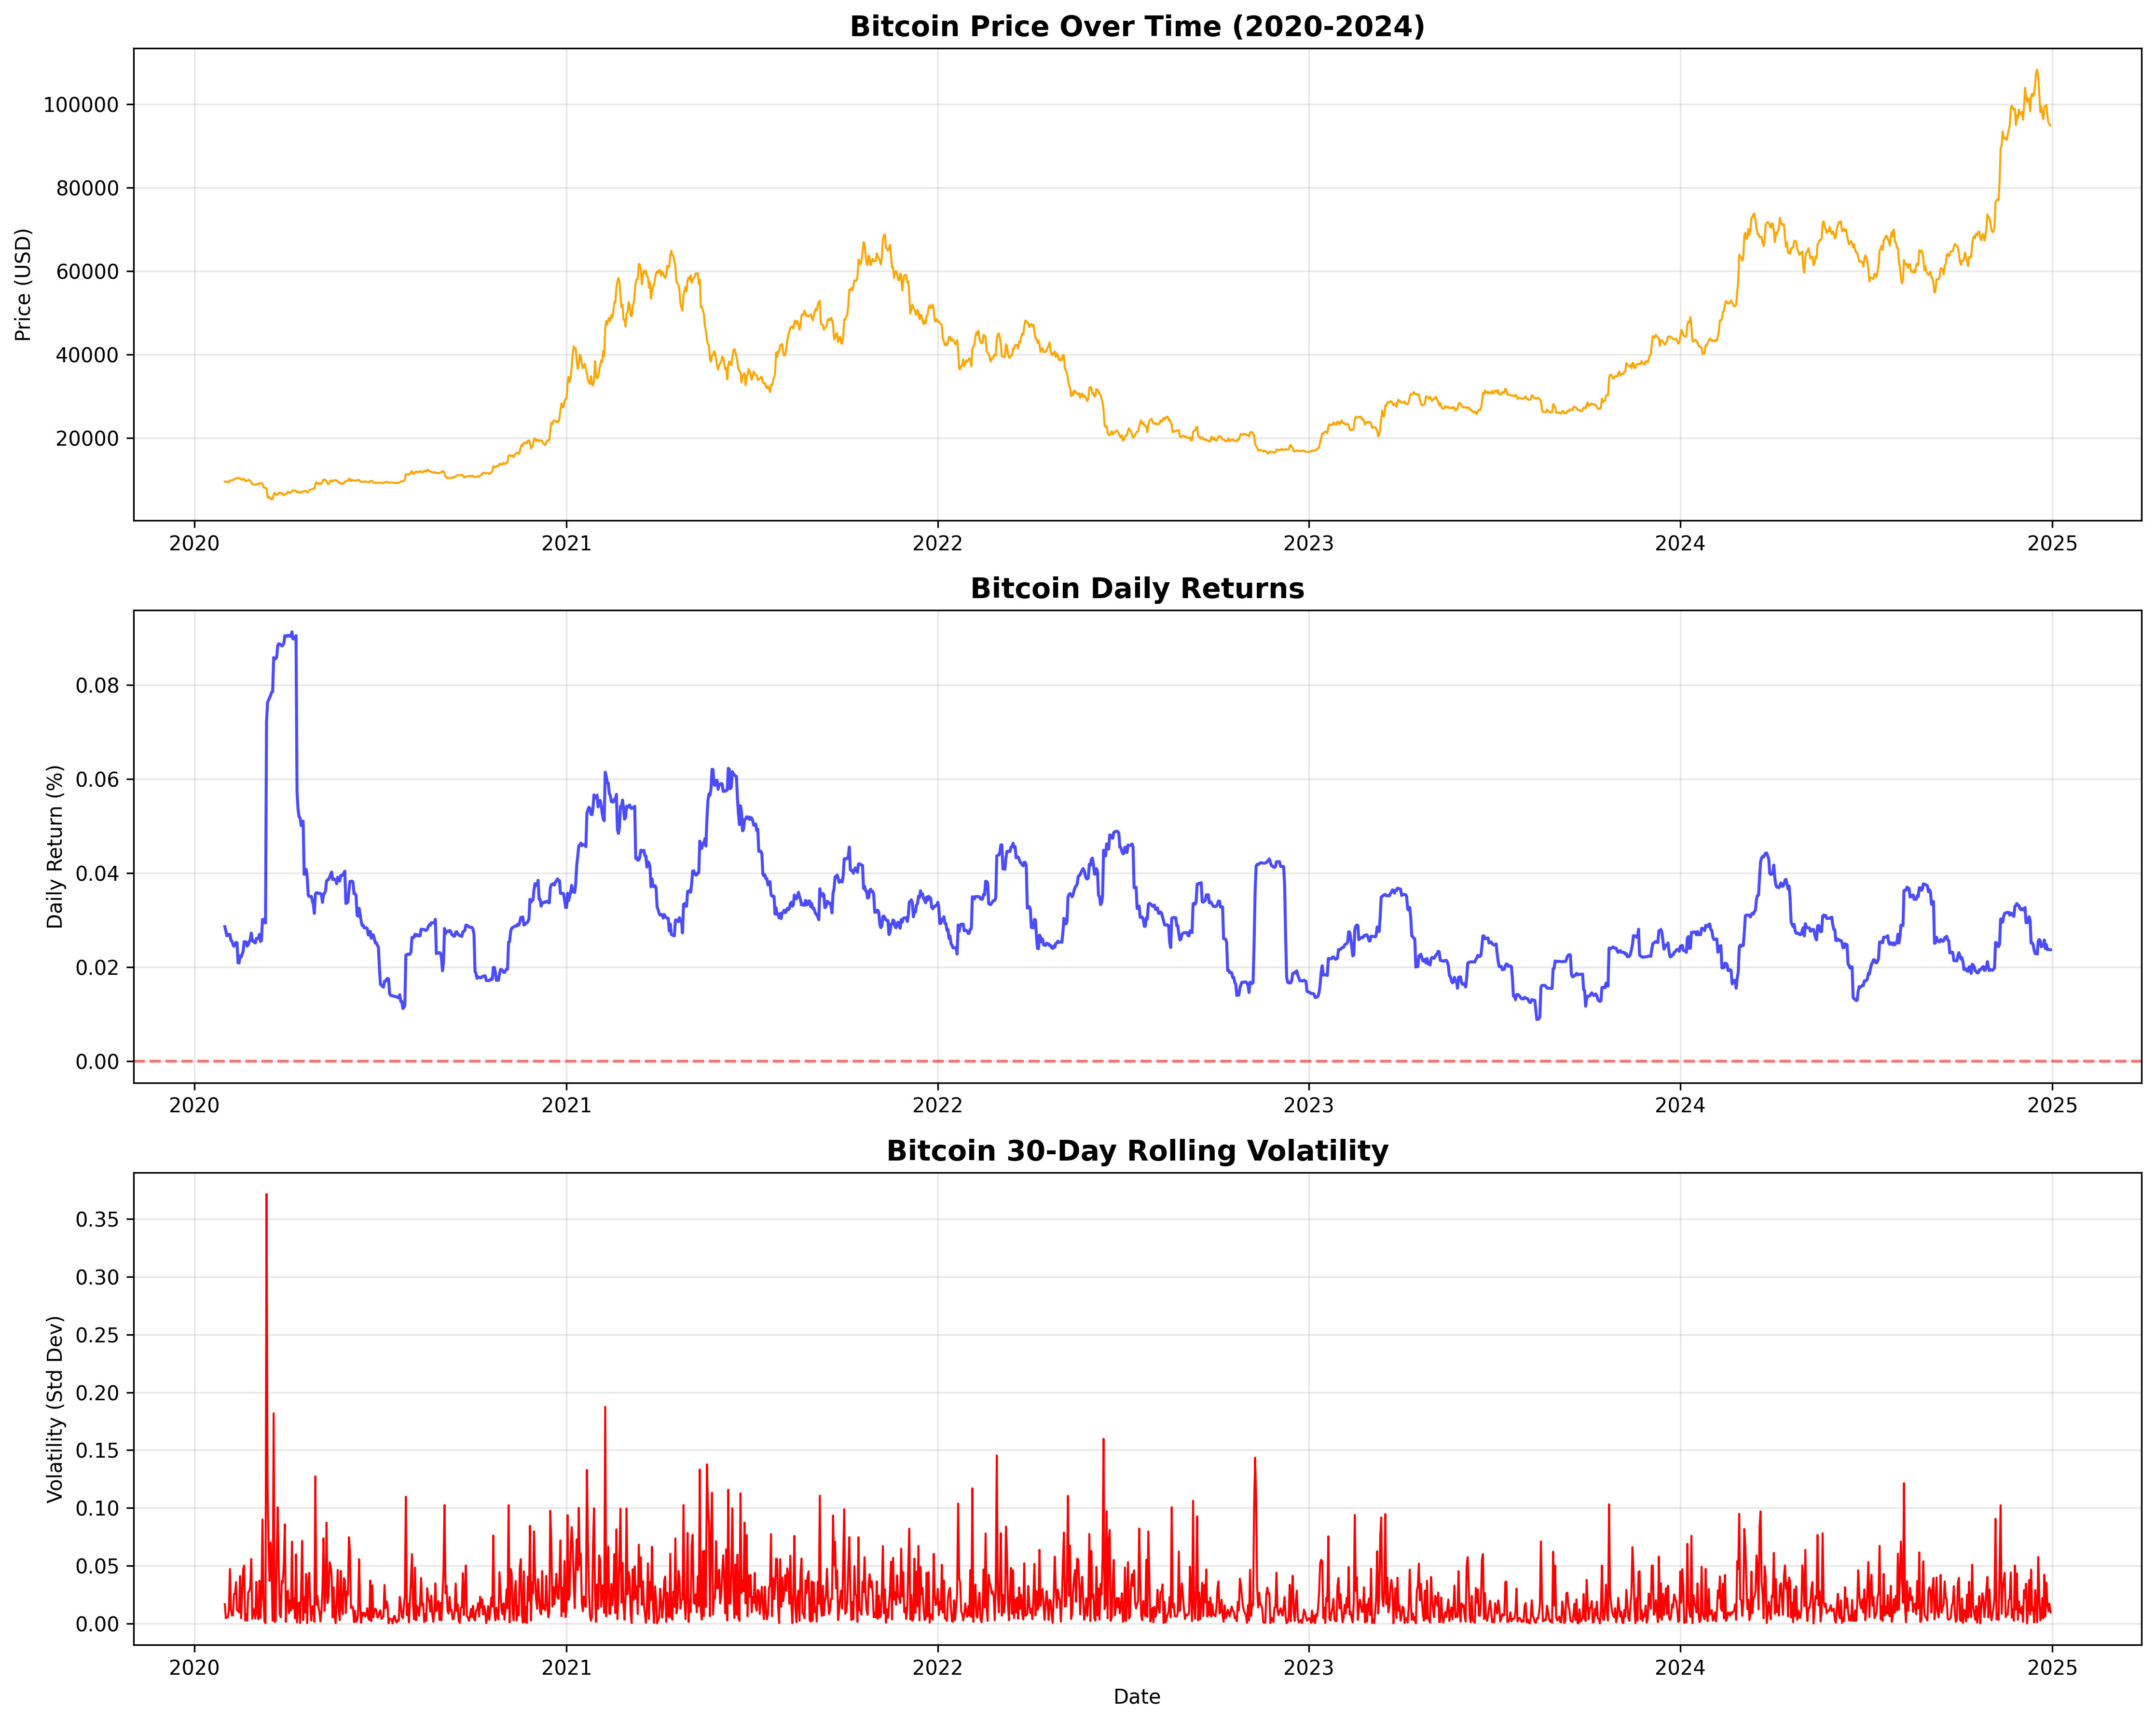 Bitcoin Price Over Time (2020-2024)
Price (USD)
100000
80000
60000
40000
20000
2020 2021 2022 2023 2024 2025
Bitcoin Daily Returns
Daily Return (%)
0.08
0.06
0.04
0.02
0.00
2020 2021 2022 2023 2024 2025
Bitcoin 30-Day Rolling Volatility
Volatility (Std Dev)
0.35
0.30
0.25
0.20
0.15
0.10
0.05
0.00
2020 2021 2022 2023 2024 2025
Date